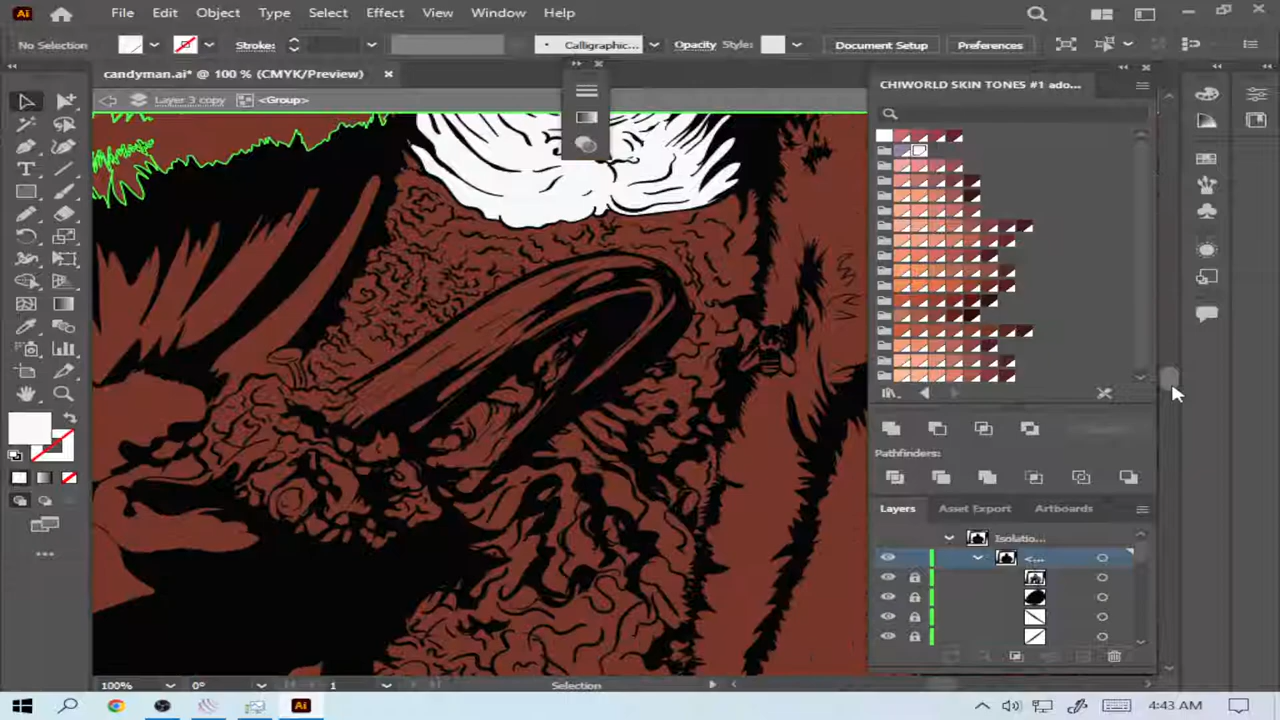 Ai File Edit Object Type Select Effect View Window Help
No Selection Stroke: Calligraphic... Opacity Style: Document Setup Preferences
candyman.ai* @ 100 % (CMYK/Preview)
Layer 3 copy <Group>
CHIWORLD SKIN TONES #1 ado...
Pathfinders:
Layers Asset Export Artboards
Isolatio...
<...
100% 0° 1 Selection
Ai 4:43 AM